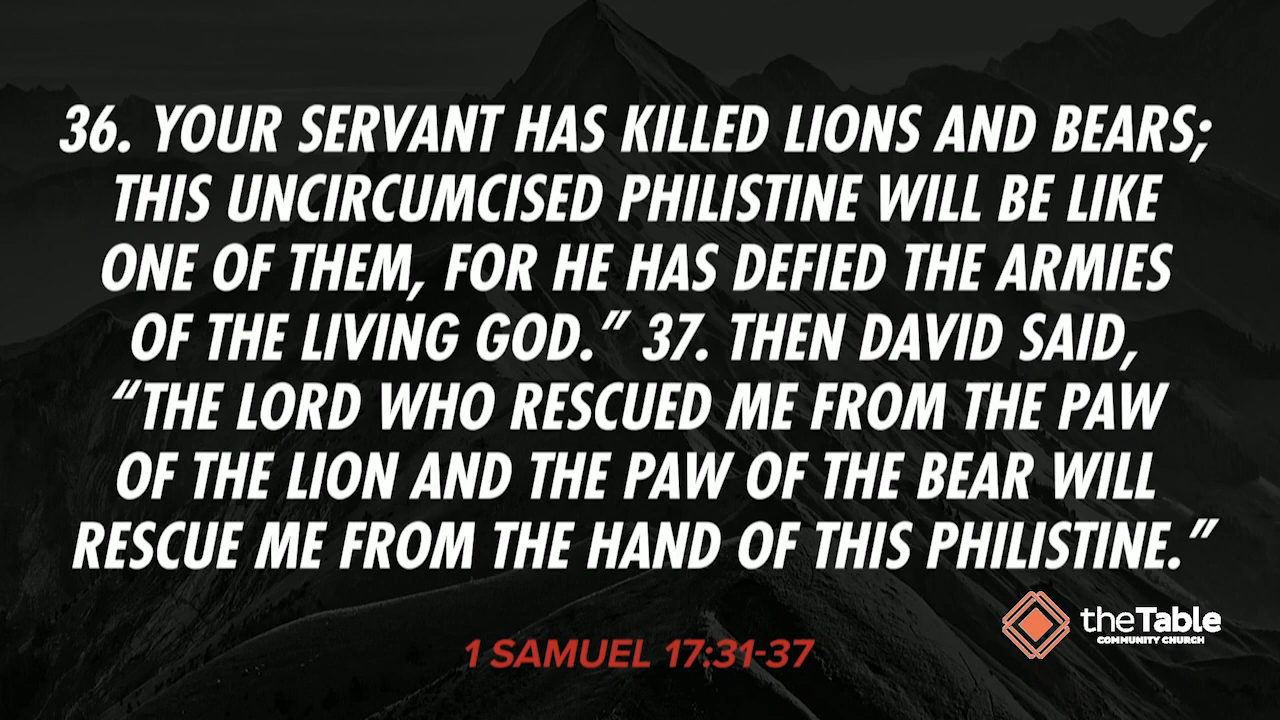 36. YOUR SERVANT HAS KILLED LIONS AND BEARS;
THIS UNCIRCUMCISED PHILISTINE WILL BE LIKE
ONE OF THEM, FOR HE HAS DEFIED THE ARMIES
OF THE LIVING GOD.” 37. THEN DAVID SAID,
“THE LORD WHO RESCUED ME FROM THE PAW
OF THE LION AND THE PAW OF THE BEAR WILL
RESCUE ME FROM THE HAND OF THIS PHILISTINE.”
theTable
COMMUNITY CHURCH
1 SAMUEL 17:31-37